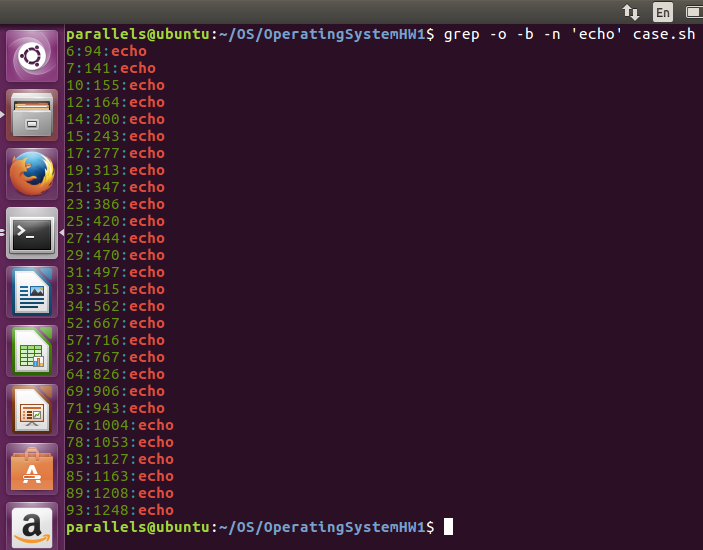 En
parallels@ubuntu:~/OS/OperatingSystemHW1$ grep -o -b -n 'echo' case.sh
6:94:echo
7:141:echo
10:155:echo
12:164:echo
14:200:echo
15:243:echo
17:277:echo
19:313:echo
21:347:echo
23:386:echo
25:420:echo
27:444:echo
29:470:echo
31:497:echo
33:515:echo
34:562:echo
52:667:echo
57:716:echo
62:767:echo
64:826:echo
69:906:echo
71:943:echo
76:1004:echo
78:1053:echo
83:1127:echo
85:1163:echo
89:1208:echo
93:1248:echo
parallels@ubuntu:~/OS/OperatingSystemHW1$